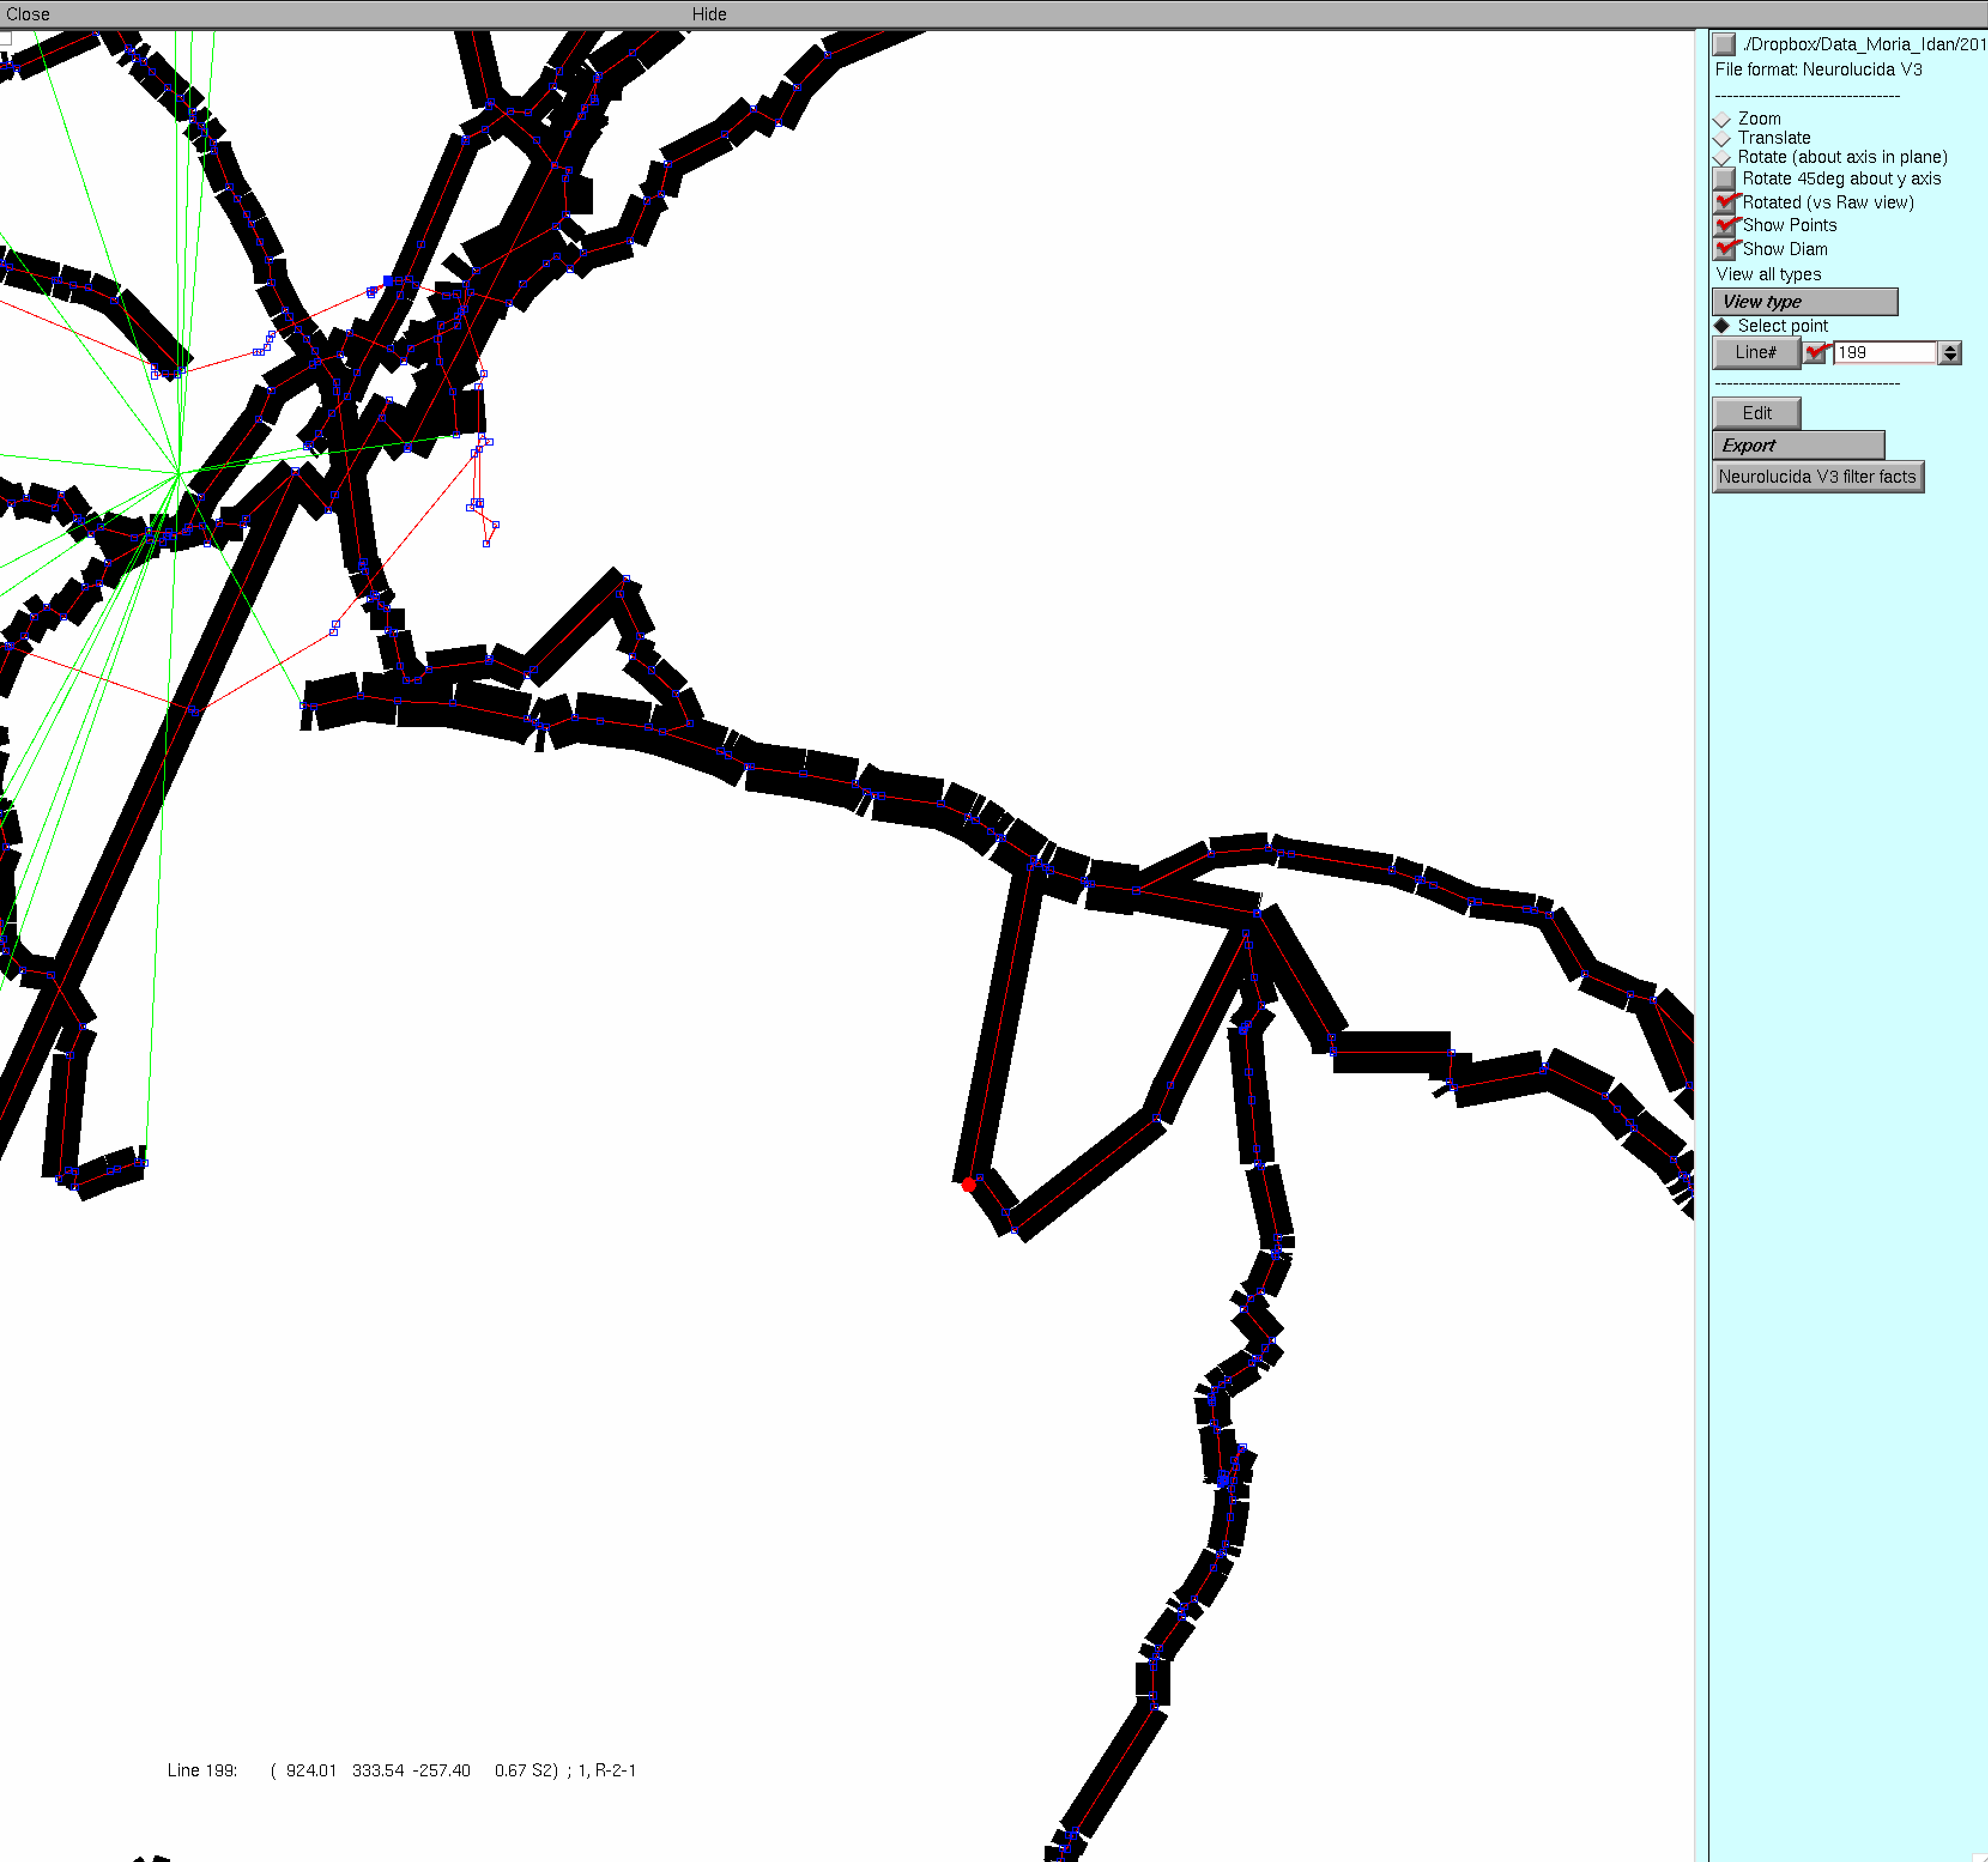 Close
Hide
./Dropbox/Data_Moria_Idan/201
File format: Neurolucida V3
--------------------------------
Zoom
Translate
Rotate (about axis in plane)
Rotate 45deg about y axis
Rotated (vs Raw view)
Show Points
Show Diam
View all types
View type
Select point
Line# 199
--------------------------------
Edit
Export
Neurolucida V3 filter facts
Line 199: ( 924.01 333.54 -257.40 0.67 S2) ; 1, R-2-1